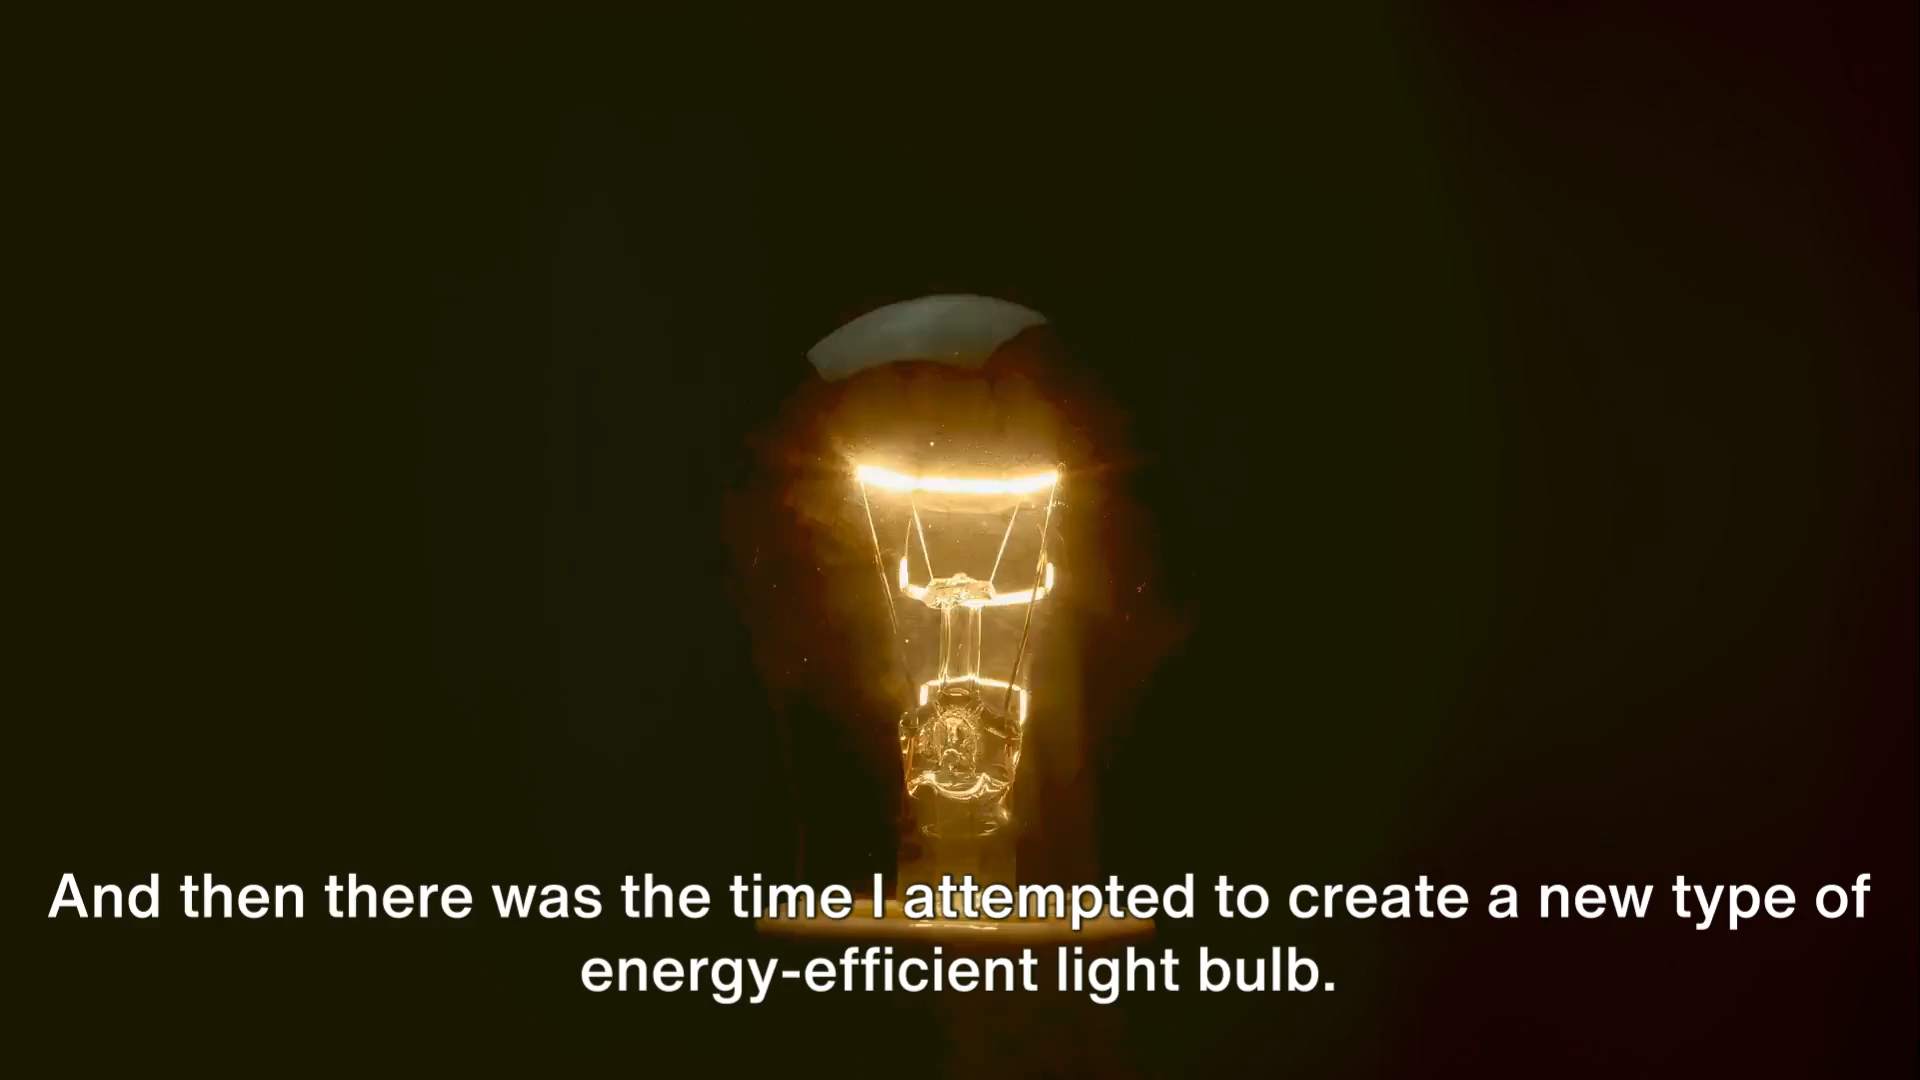 And then there was the time I attempted to create a new type of
energy-efficient light bulb.